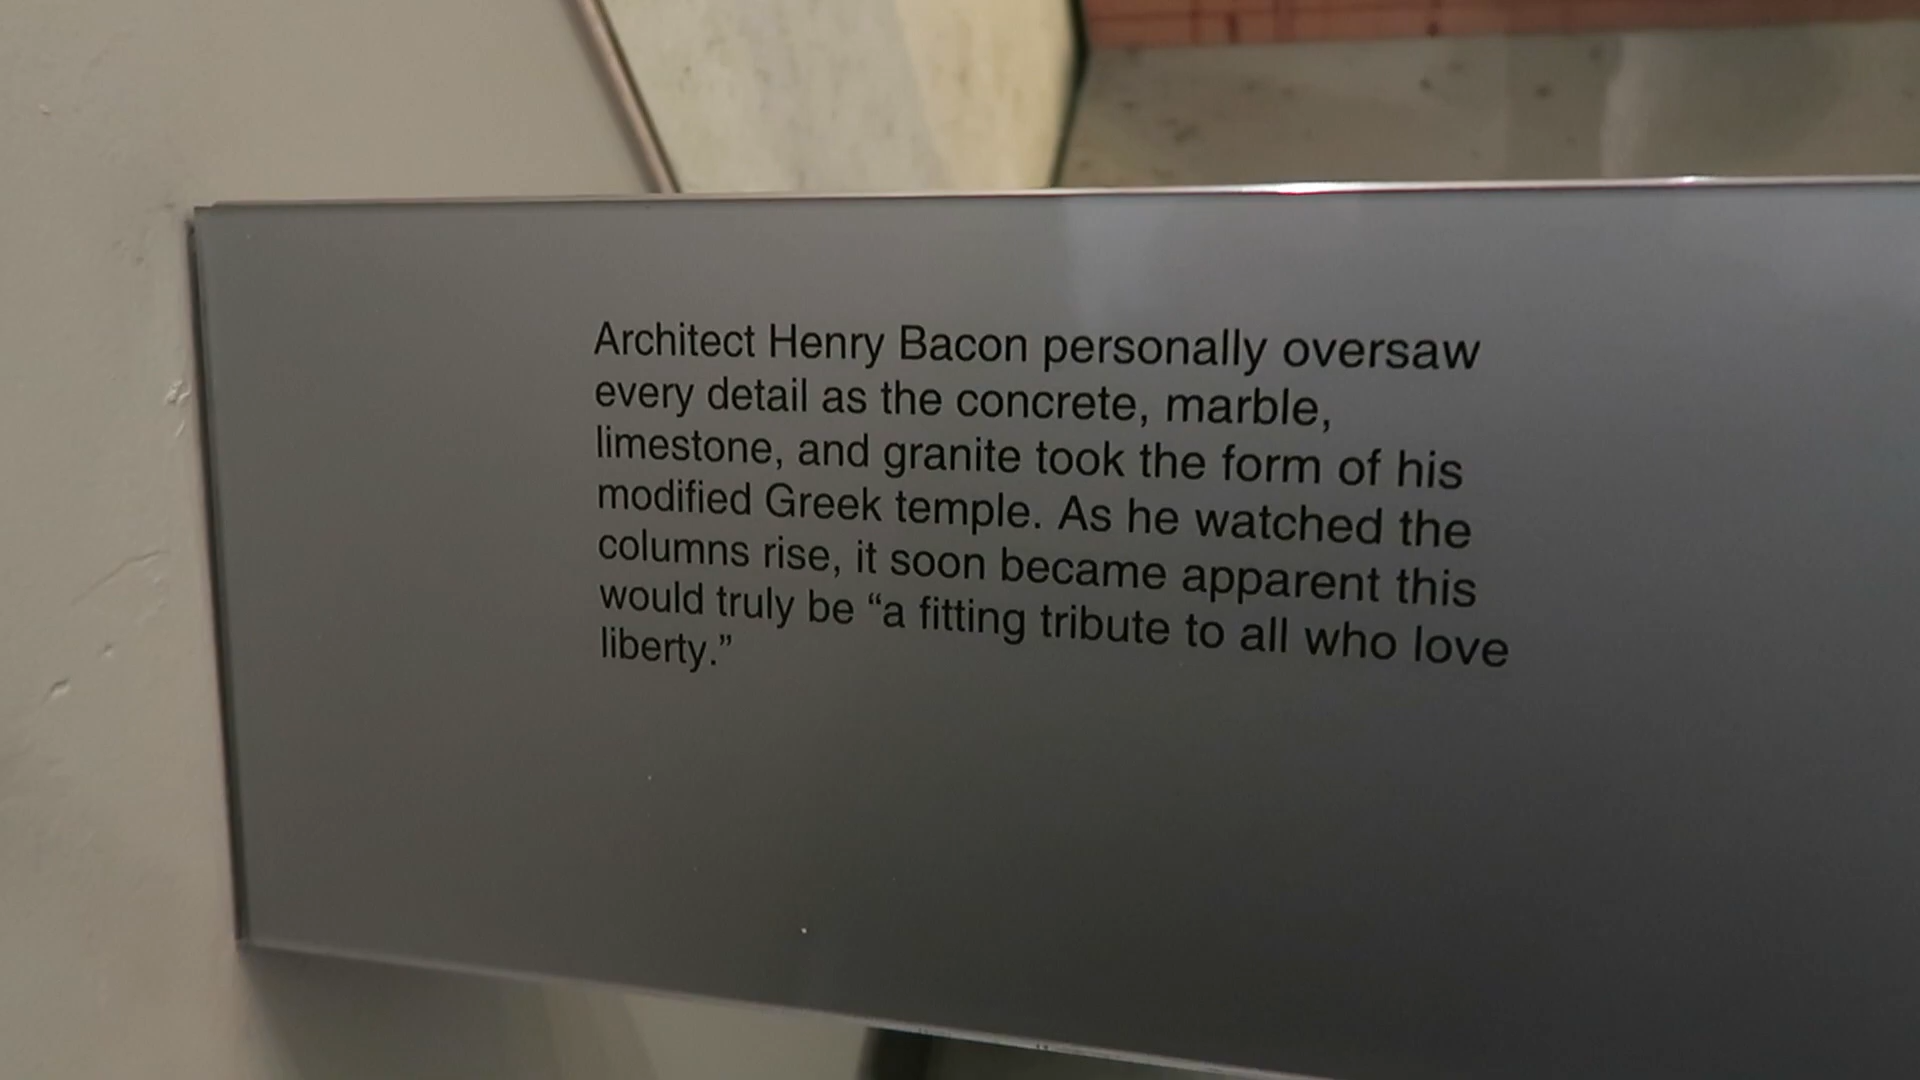 Architect Henry Bacon personally oversaw
every detail as the concrete, marble,
limestone, and granite took the form of his
modified Greek temple. As he watched the
columns rise, it soon became apparent this
would truly be “a fitting tribute to all who love
liberty.”